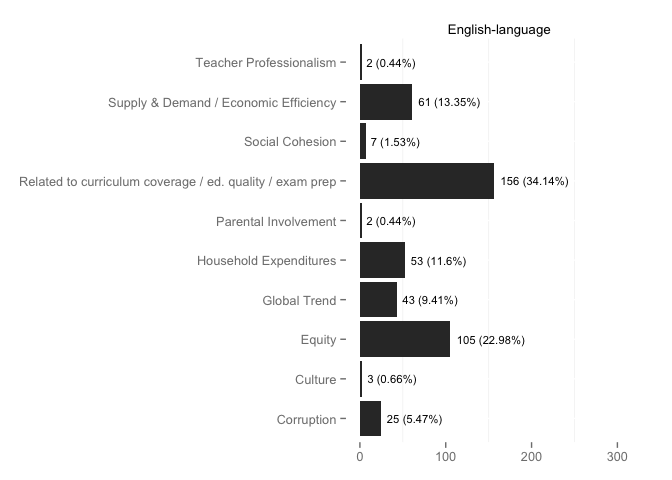 English-language
Teacher Professionalism 2 (0.44%)
Supply & Demand / Economic Efficiency 61 (13.35%)
Social Cohesion 7 (1.53%)
Related to curriculum coverage / ed. quality / exam prep 156 (34.14%)
Parental Involvement 2 (0.44%)
Household Expenditures 53 (11.6%)
Global Trend 43 (9.41%)
Equity 105 (22.98%)
Culture 3 (0.66%)
Corruption 25 (5.47%)
0 100 200 300